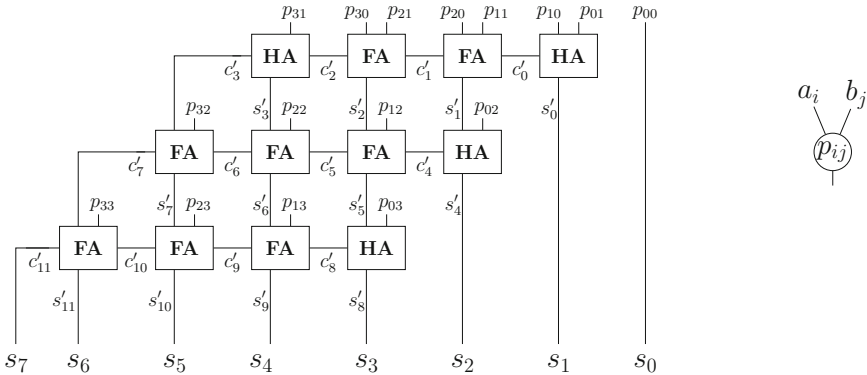 p₃₁ p₃₀ p₂₁ p₂₀ p₁₁ p₁₀ p₀₁ p₀₀
HA FA FA HA
c′₃ c′₂ c′₁ c′₀
s′₃ s′₂ s′₁ s′₀
p₃₂ p₂₂ p₁₂ p₀₂
FA FA FA HA
c′₇ c′₆ c′₅ c′₄
s′₇ s′₆ s′₅ s′₄
p₃₃ p₂₃ p₁₃ p₀₃
FA FA FA HA
c′₁₁ c′₁₀ c′₉ c′₈
s′₁₁ s′₁₀ s′₉ s′₈
s₇ s₆ s₅ s₄ s₃ s₂ s₁ s₀
aᵢ bⱼ
pᵢⱼ